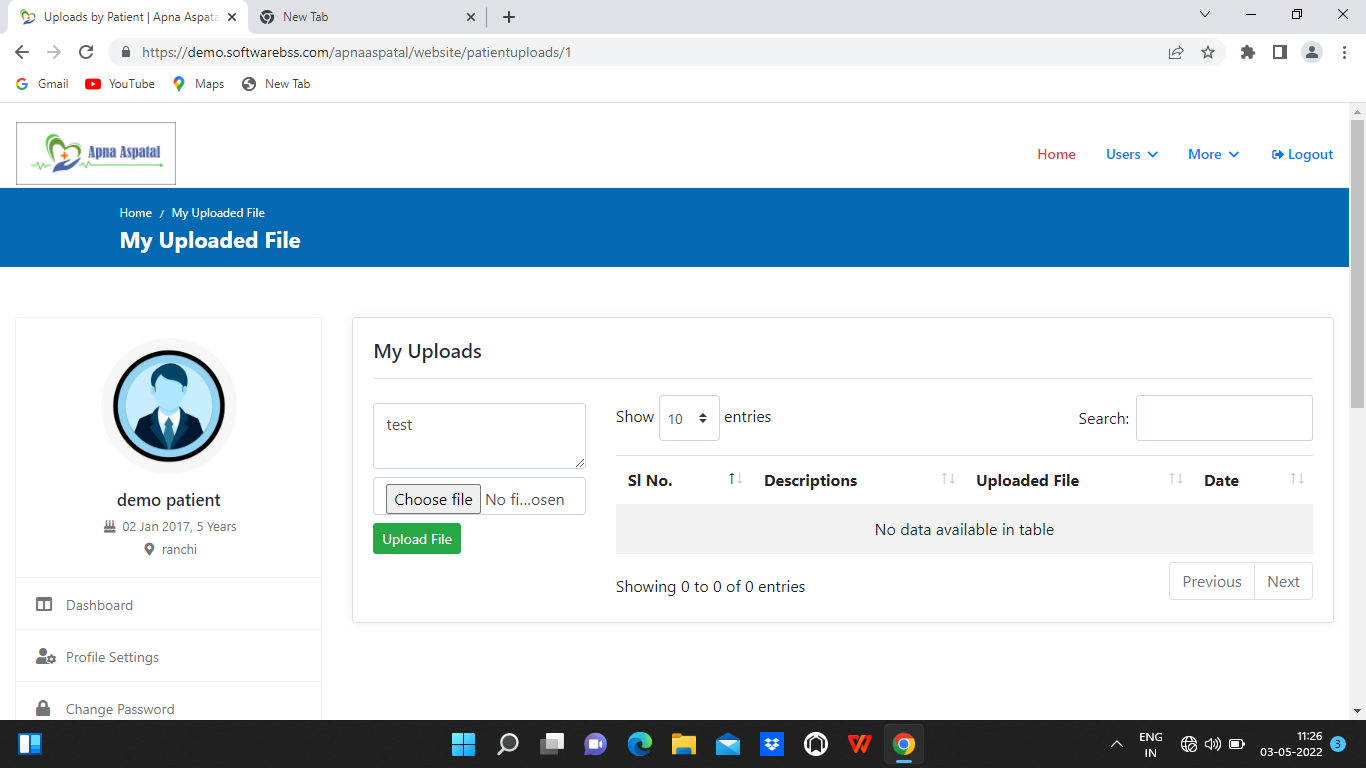 Uploads by Patient | Apna Aspata
New Tab
https://demo.softwarebss.com/apnaaspatal/website/patientuploads/1
Gmail
YouTube
Maps
New Tab
Apna Aspatal
Home
Users
More
Logout
Home / My Uploaded File
My Uploaded File
demo patient
02 Jan 2017, 5 Years
ranchi
Dashboard
Profile Settings
Change Password
My Uploads
test
Choose file No fi...osen
Upload File
Show 10 entries
Search:
Sl No. Descriptions Uploaded File Date
No data available in table
Showing 0 to 0 of 0 entries
Previous Next
ENG
IN
11:26
03-05-2022
3